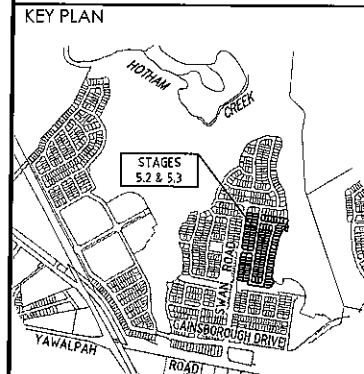 KEY PLAN
HOTHAM
CREEK
STAGES
5.2 & 5.3
SWAN ROAD
GAINSBOROUGH DRIVE
YAWALPAH
ROAD